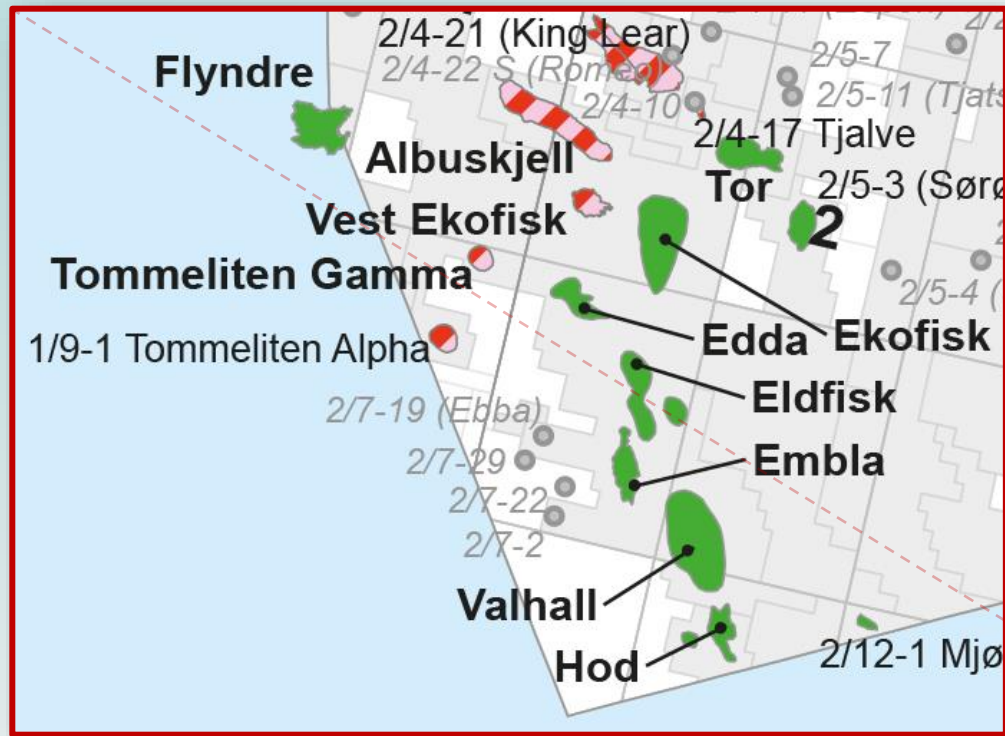 2/4-21 (King Lear)
2/5-7
Flyndre
2/4-22 S (Romeo)
2/4-10
2/5-11 (Tjats
2/4-17 Tjalve
Albuskjell
Tor
2/5-3 (Sørø
Vest Ekofisk
2
Tommeliten Gamma
2/5-4 (
Edda
Ekofisk
1/9-1 Tommeliten Alpha
Eldfisk
2/7-19 (Ebba)
2/7-29
Embla
2/7-22
2/7-2
Valhall
Hod
2/12-1 Mjø